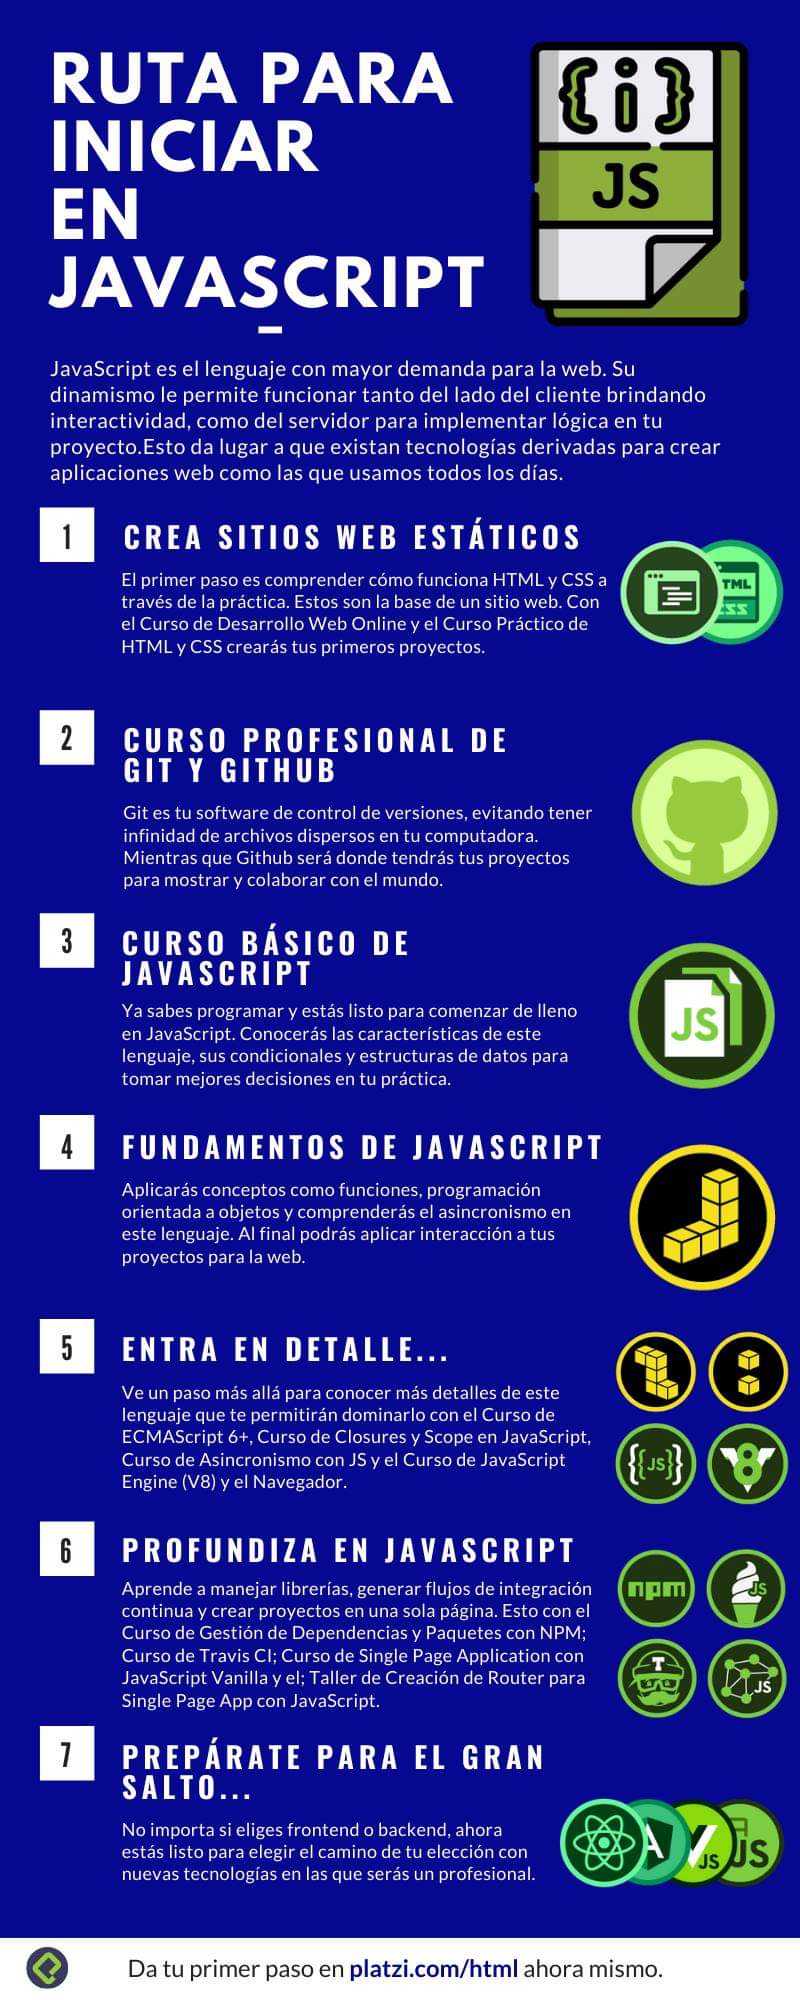 RUTA PARA
INICIAR
EN
JAVASCRIPT
{i}
JS
JavaScript es el lenguaje con mayor demanda para la web. Su
dinamismo le permite funcionar tanto del lado del cliente brindando
interactividad, como del servidor para implementar lógica en tu
proyecto.Esto da lugar a que existan tecnologías derivadas para crear
aplicaciones web como las que usamos todos los días.
1
CREA SITIOS WEB ESTÁTICOS
El primer paso es comprender cómo funciona HTML y CSS a
través de la práctica. Estos son la base de un sitio web. Con
el Curso de Desarrollo Web Online y el Curso Práctico de
HTML y CSS crearás tus primeros proyectos.
TML
CSS
2
CURSO PROFESIONAL DE
GIT Y GITHUB
Git es tu software de control de versiones, evitando tener
infinidad de archivos dispersos en tu computadora.
Mientras que Github será donde tendrás tus proyectos
para mostrar y colaborar con el mundo.
3
CURSO BÁSICO DE
JAVASCRIPT
Ya sabes programar y estás listo para comenzar de lleno
en JavaScript. Conocerás las características de este
lenguaje, sus condicionales y estructuras de datos para
tomar mejores decisiones en tu práctica.
JS
4
FUNDAMENTOS DE JAVASCRIPT
Aplicarás conceptos como funciones, programación
orientada a objetos y comprenderás el asincronismo en
este lenguaje. Al final podrás aplicar interacción a tus
proyectos para la web.
5
ENTRA EN DETALLE...
Ve un paso más allá para conocer más detalles de este
lenguaje que te permitirán dominarlo con el Curso de
ECMAScript 6+, Curso de Closures y Scope en JavaScript,
Curso de Asincronismo con JS y el Curso de JavaScript
Engine (V8) y el Navegador.
{{JS}}
V8
6
PROFUNDIZA EN JAVASCRIPT
Aprende a manejar librerías, generar flujos de integración
continua y crear proyectos en una sola página. Esto con el
Curso de Gestión de Dependencias y Paquetes con NPM;
Curso de Travis CI; Curso de Single Page Application con
JavaScript Vanilla y el; Taller de Creación de Router para
Single Page App con JavaScript.
npm
JS
T
JS
7
PREPÁRATE PARA EL GRAN
SALTO...
No importa si eliges frontend o backend, ahora
estás listo para elegir el camino de tu elección con
nuevas tecnologías en las que serás un profesional.
A
JS
JS
Da tu primer paso en platzi.com/html ahora mismo.